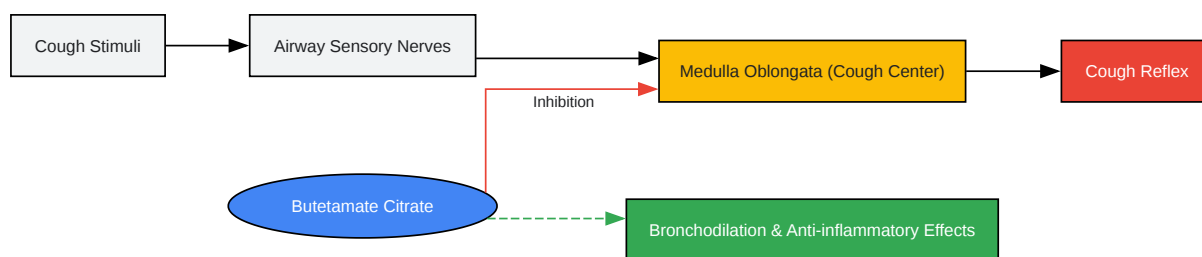 Cough Stimuli
Airway Sensory Nerves
Medulla Oblongata (Cough Center)
Cough Reflex
Inhibition
Butetamate Citrate
Bronchodilation & Anti-inflammatory Effects